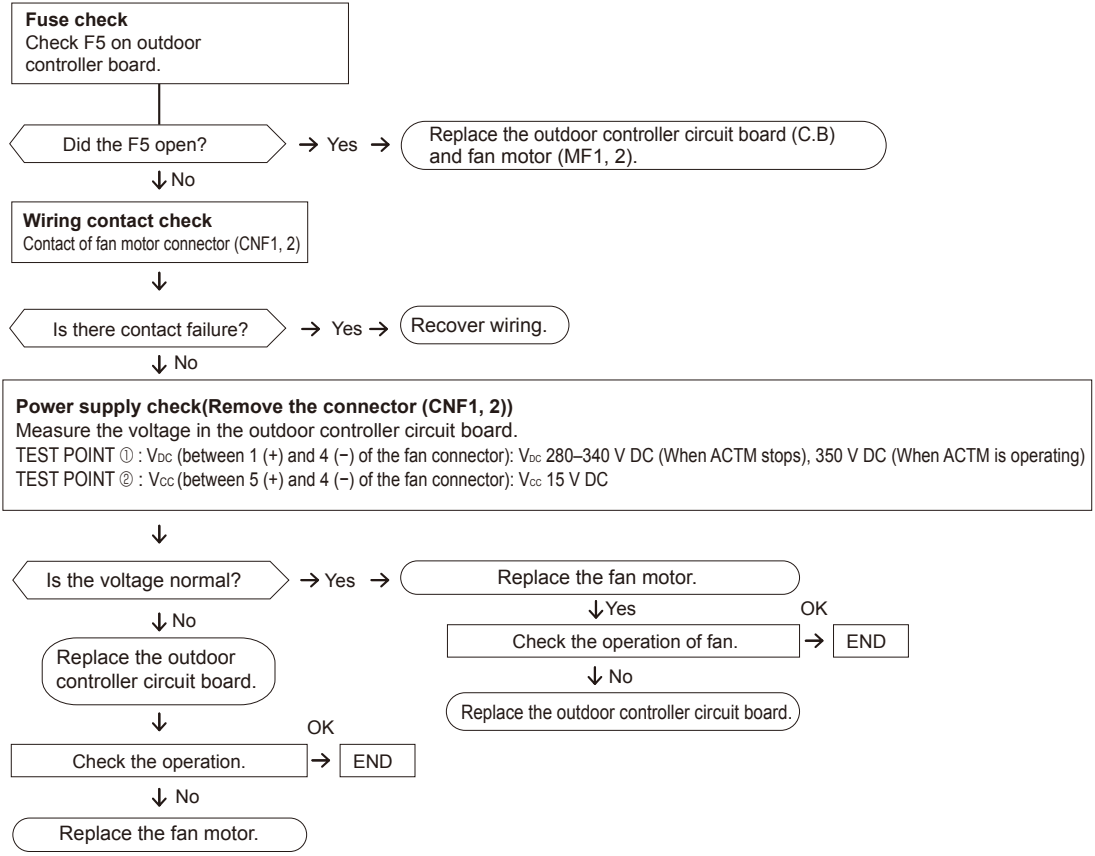 Fuse check
Check F5 on outdoor
controller board.
Did the F5 open?
→ Yes →
Replace the outdoor controller circuit board (C.B)
and fan motor (MF1, 2).
↓ No
Wiring contact check
Contact of fan motor connector (CNF1, 2)
↓
Is there contact failure?
→ Yes →
Recover wiring.
↓ No
Power supply check(Remove the connector (CNF1, 2))
Measure the voltage in the outdoor controller circuit board.
TEST POINT ① : VDC (between 1 (+) and 4 (−) of the fan connector): VDC 280–340 V DC (When ACTM stops), 350 V DC (When ACTM is operating)
TEST POINT ② : VCC (between 5 (+) and 4 (−) of the fan connector): VCC 15 V DC
↓
Is the voltage normal?
→ Yes →
Replace the fan motor.
↓Yes
OK
Check the operation of fan.
→
END
↓ No
Replace the outdoor controller circuit board.
↓ No
Replace the outdoor
controller circuit board.
↓
OK
Check the operation.
→
END
↓ No
Replace the fan motor.